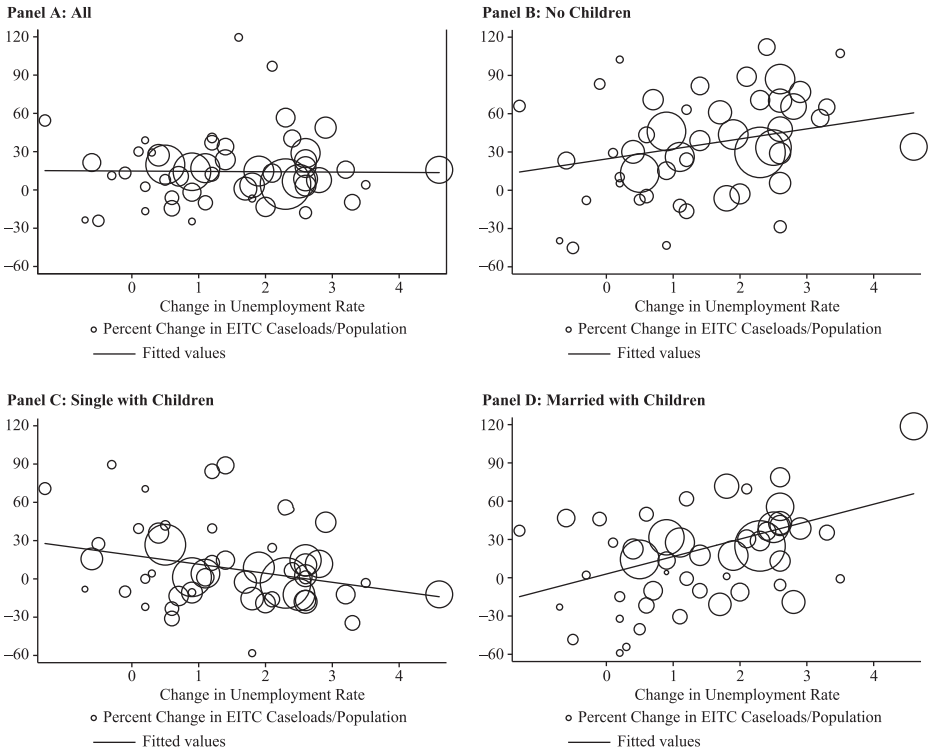 Panel A: All
120
90
60
30
0
−30
−60
0 1 2 3 4
Change in Unemployment Rate
Percent Change in EITC Caseloads/Population
Fitted values
Panel B: No Children
120
90
60
30
0
−30
−60
0 1 2 3 4
Change in Unemployment Rate
Percent Change in EITC Caseloads/Population
Fitted values
Panel C: Single with Children
120
90
60
30
0
−30
−60
0 1 2 3 4
Change in Unemployment Rate
Percent Change in EITC Caseloads/Population
Fitted values
Panel D: Married with Children
120
90
60
30
0
−30
−60
0 1 2 3 4
Change in Unemployment Rate
Percent Change in EITC Caseloads/Population
Fitted values